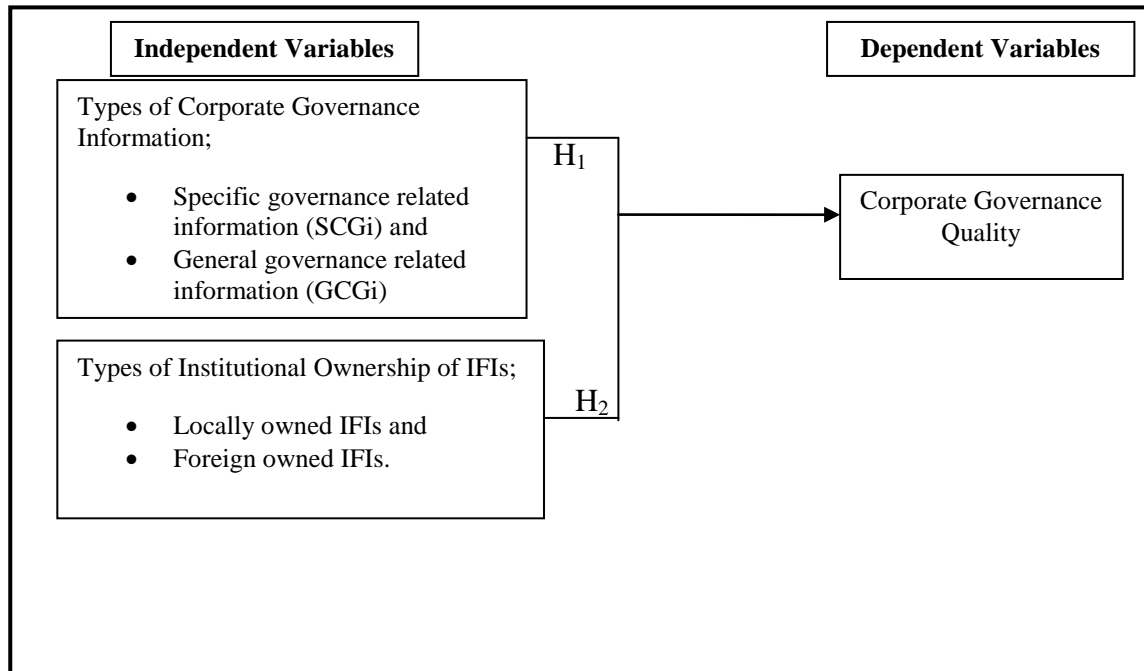 Independent Variables
Dependent Variables
Types of Corporate Governance
Information;
• Specific governance related
information (SCGi) and
• General governance related
information (GCGi)
H₁
Corporate Governance
Quality
Types of Institutional Ownership of IFIs;
• Locally owned IFIs and
• Foreign owned IFIs.
H₂